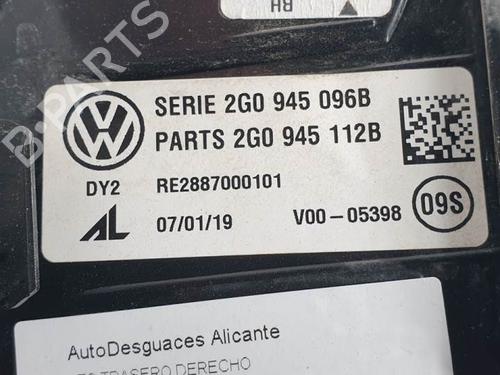 RH
B-PARTS
SERIE 2G0 945 096B
PARTS 2G0 945 112B
DY2
RE2887000101
AL
07/01/19
V00-05398
09S
AutoDesguaces Alicante
TRASERO DERECHO